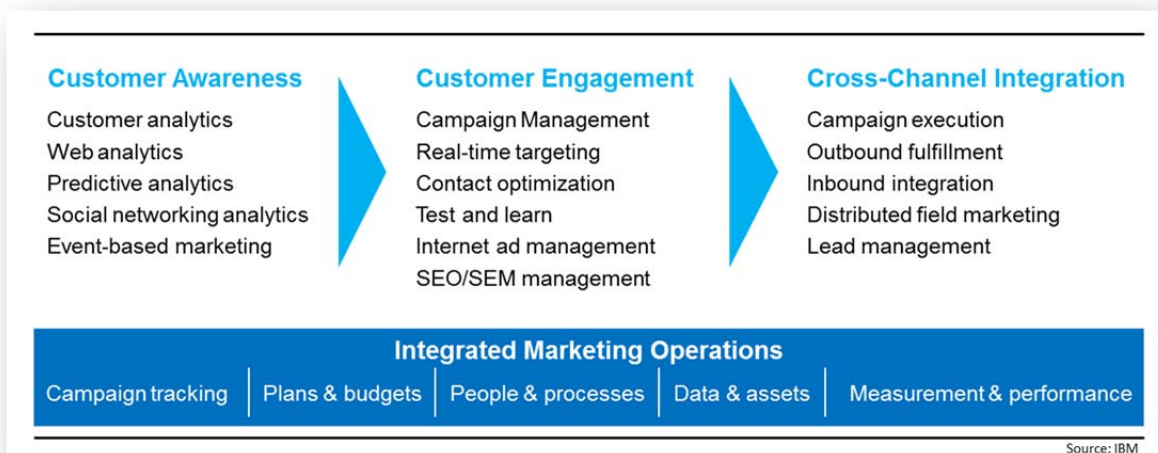 Customer Awareness
Customer analytics
Web analytics
Predictive analytics
Social networking analytics
Event-based marketing
Customer Engagement
Campaign Management
Real-time targeting
Contact optimization
Test and learn
Internet ad management
SEO/SEM management
Cross-Channel Integration
Campaign execution
Outbound fulfillment
Inbound integration
Distributed field marketing
Lead management
Integrated Marketing Operations
Campaign tracking
Plans & budgets
People & processes
Data & assets
Measurement & performance
Source: IBM